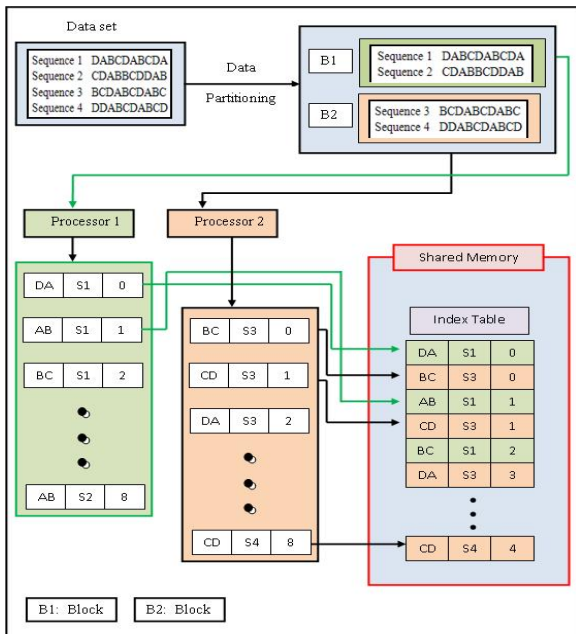 Data set
Sequence 1 DABCDABCDA
Sequence 2 CDABBCDDAB
Sequence 3 BCDABCDABC
Sequence 4 DDABCDABCD
Data
Partitioning
B1
Sequence 1 DABCDABCDA
Sequence 2 CDABBCDDAB
B2
Sequence 3 BCDABCDABC
Sequence 4 DDABCDABCD
Processor 1
DA S1 0
AB S1 1
BC S1 2
AB S2 8
Processor 2
BC S3 0
CD S3 1
DA S3 2
CD S4 8
Shared Memory
Index Table
DA S1 0
BC S3 0
AB S1 1
CD S3 1
BC S1 2
DA S3 3
CD S4 4
B1: Block
B2: Block